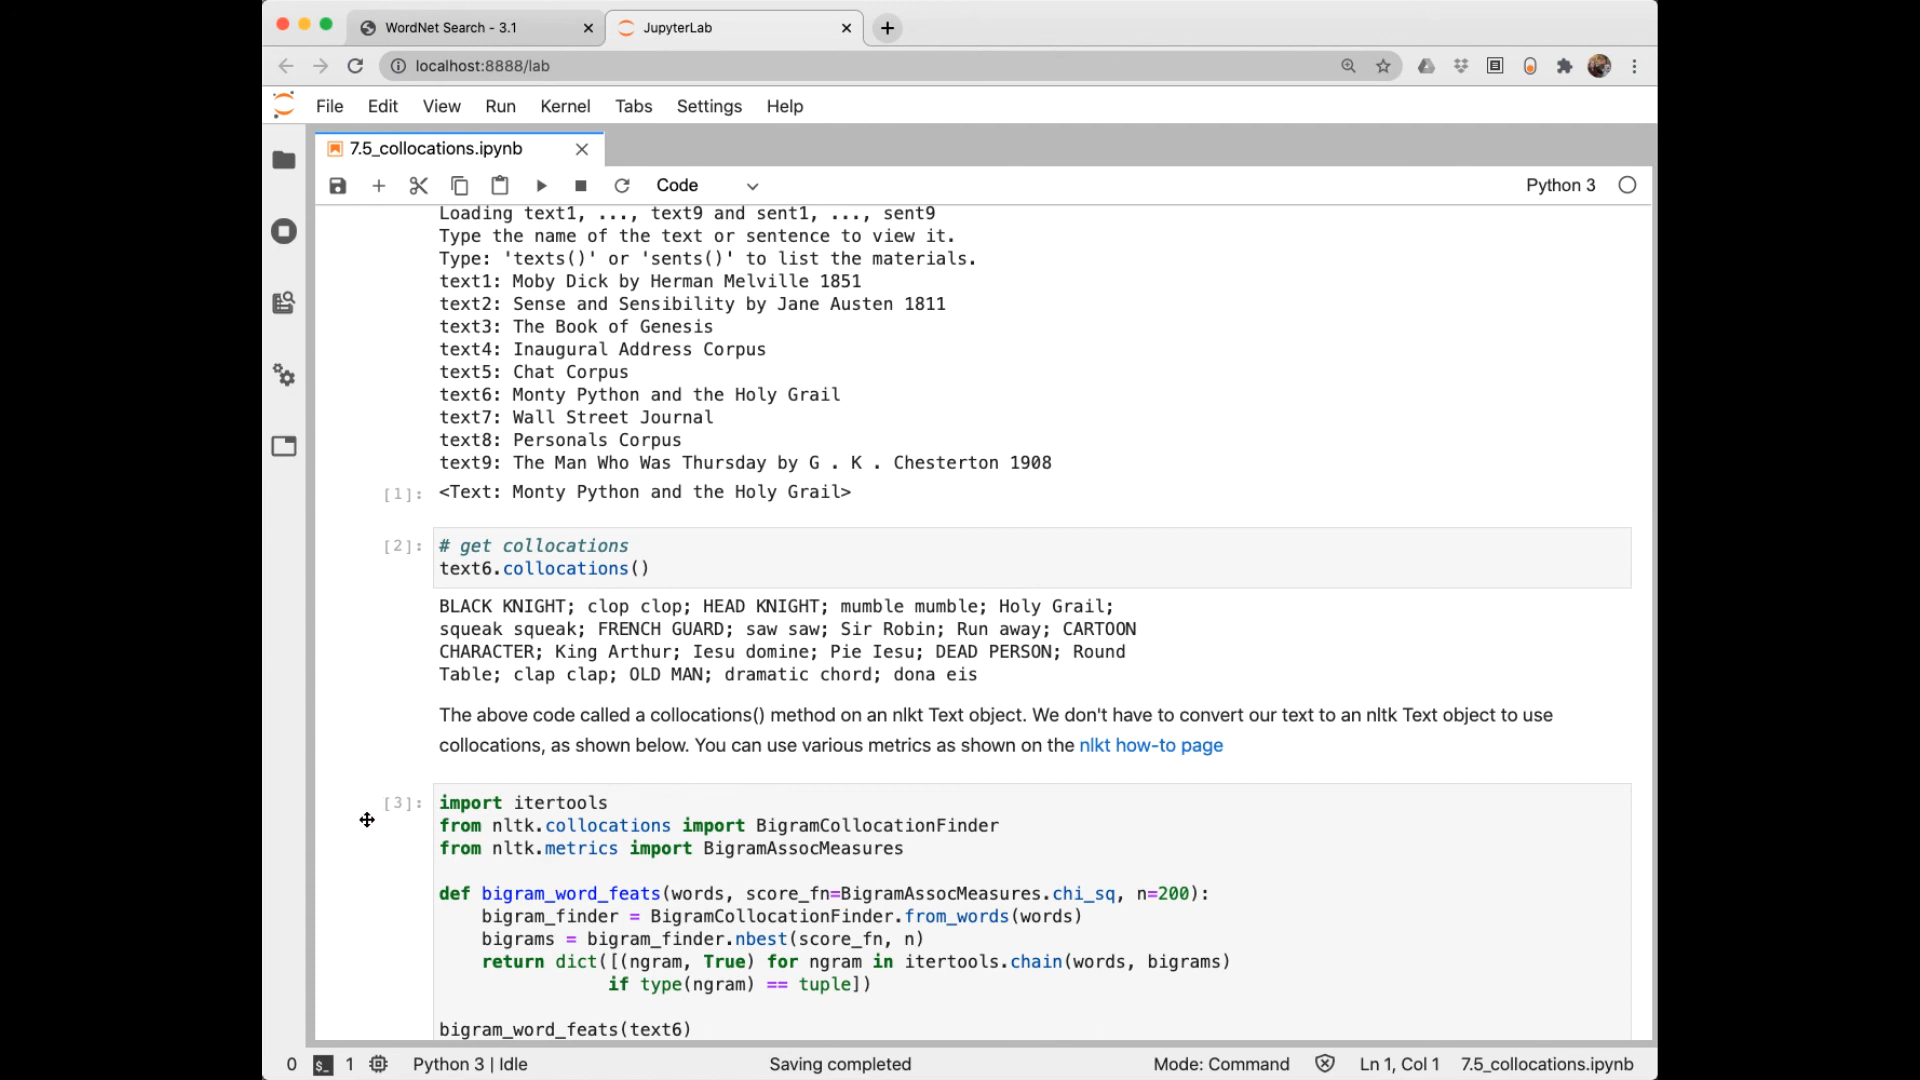 WordNet Search - 3.1
JupyterLab
localhost:8888/lab
File Edit View Run Kernel Tabs Settings Help
7.5_collocations.ipynb
Code
Python 3
Loading text1, ..., text9 and sent1, ..., sent9
Type the name of the text or sentence to view it.
Type: 'texts()' or 'sents()' to list the materials.
text1: Moby Dick by Herman Melville 1851
text2: Sense and Sensibility by Jane Austen 1811
text3: The Book of Genesis
text4: Inaugural Address Corpus
text5: Chat Corpus
text6: Monty Python and the Holy Grail
text7: Wall Street Journal
text8: Personals Corpus
text9: The Man Who Was Thursday by G . K . Chesterton 1908
[1]: <Text: Monty Python and the Holy Grail>
[2]: # get collocations
text6.collocations()
BLACK KNIGHT; clop clop; HEAD KNIGHT; mumble mumble; Holy Grail;
squeak squeak; FRENCH GUARD; saw saw; Sir Robin; Run away; CARTOON
CHARACTER; King Arthur; Iesu domine; Pie Iesu; DEAD PERSON; Round
Table; clap clap; OLD MAN; dramatic chord; dona eis
The above code called a collocations() method on an nlkt Text object. We don't have to convert our text to an nltk Text object to use
collocations, as shown below. You can use various metrics as shown on the nlkt how-to page
[3]: import itertools
from nltk.collocations import BigramCollocationFinder
from nltk.metrics import BigramAssocMeasures
def bigram_word_feats(words, score_fn=BigramAssocMeasures.chi_sq, n=200):
    bigram_finder = BigramCollocationFinder.from_words(words)
    bigrams = bigram_finder.nbest(score_fn, n)
    return dict([(ngram, True) for ngram in itertools.chain(words, bigrams)
                if type(ngram) == tuple])
bigram_word_feats(text6)
0 $_ 1 Python 3 | Idle Saving completed Mode: Command Ln 1, Col 1 7.5_collocations.ipynb